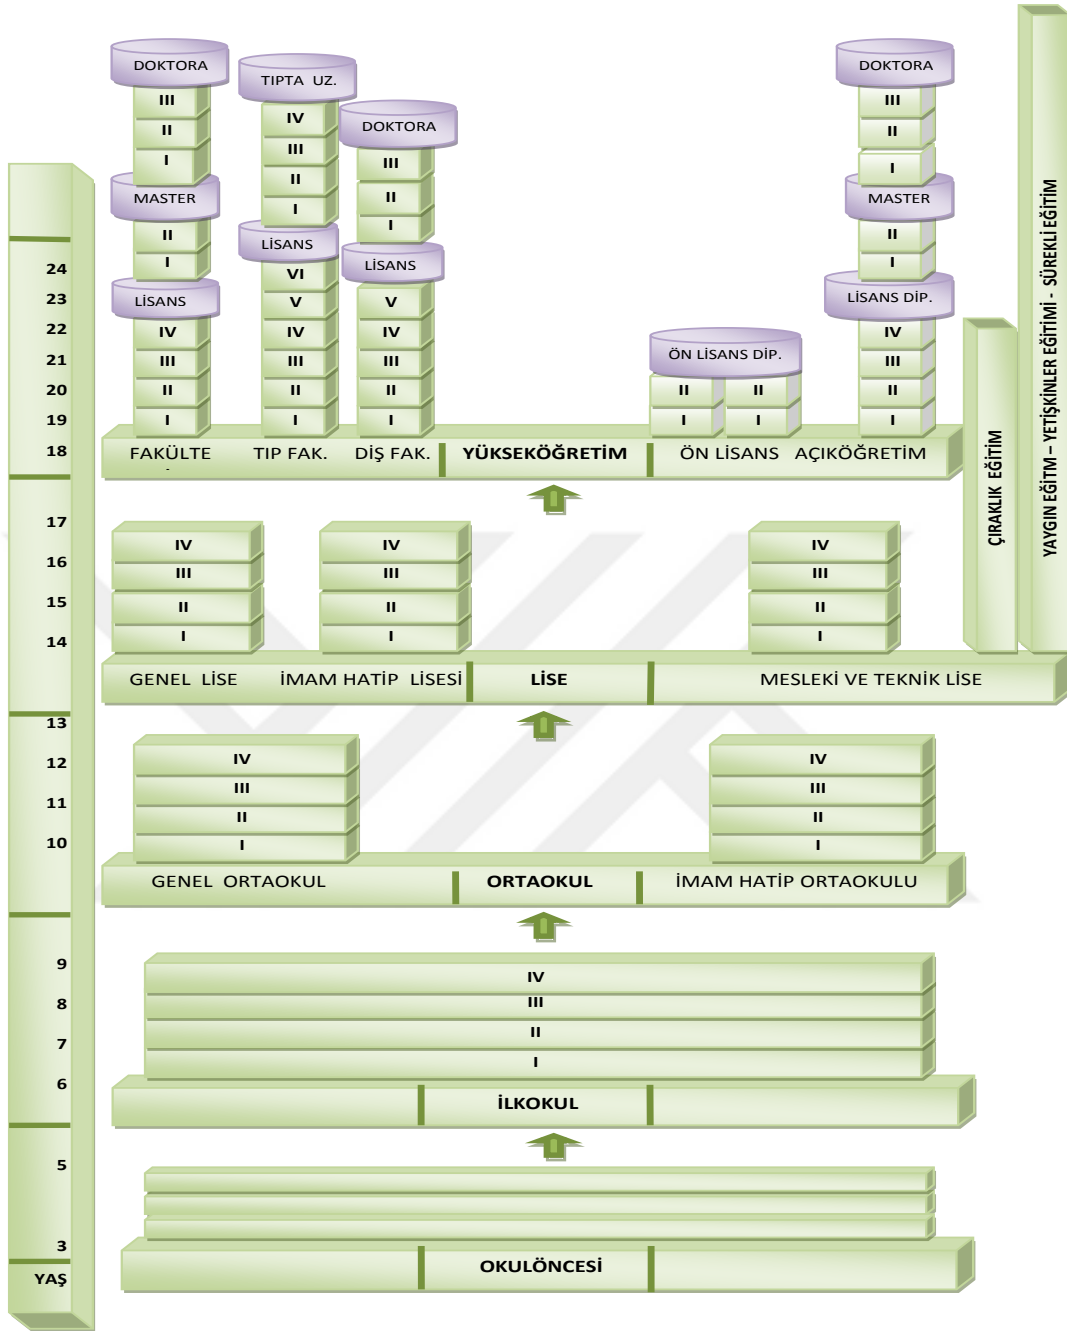 DOKTORA
III
II
I
MASTER
II
I
LİSANS
IV
III
II
I
TIPTA UZ.
IV
III
II
I
LİSANS
VI
V
IV
III
II
I
DOKTORA
III
II
I
LİSANS
V
IV
III
II
I
ÖN LİSANS DİP.
II
II
I
I
DOKTORA
III
II
I
MASTER
II
I
LİSANS DİP.
IV
III
II
I
FAKÜLTE TIP FAK. DİŞ FAK. YÜKSEKÖĞRETİM ÖN LİSANS AÇIKÖĞRETİM
ÇIRAKLIK EĞİTİM
YAYGIN EĞİTM – YETİŞKİNLER EĞİTİMİ - SÜREKLİ EĞİTİM
IV
III
II
I
IV
III
II
I
IV
III
II
I
GENEL LİSE İMAM HATİP LİSESİ LİSE MESLEKİ VE TEKNİK LİSE
IV
III
II
I
IV
III
II
I
GENEL ORTAOKUL ORTAOKUL İMAM HATİP ORTAOKULU
IV
III
II
I
İLKOKUL
OKULÖNCESİ
24
23
22
21
20
19
18
17
16
15
14
13
12
11
10
9
8
7
6
5
3
YAŞ